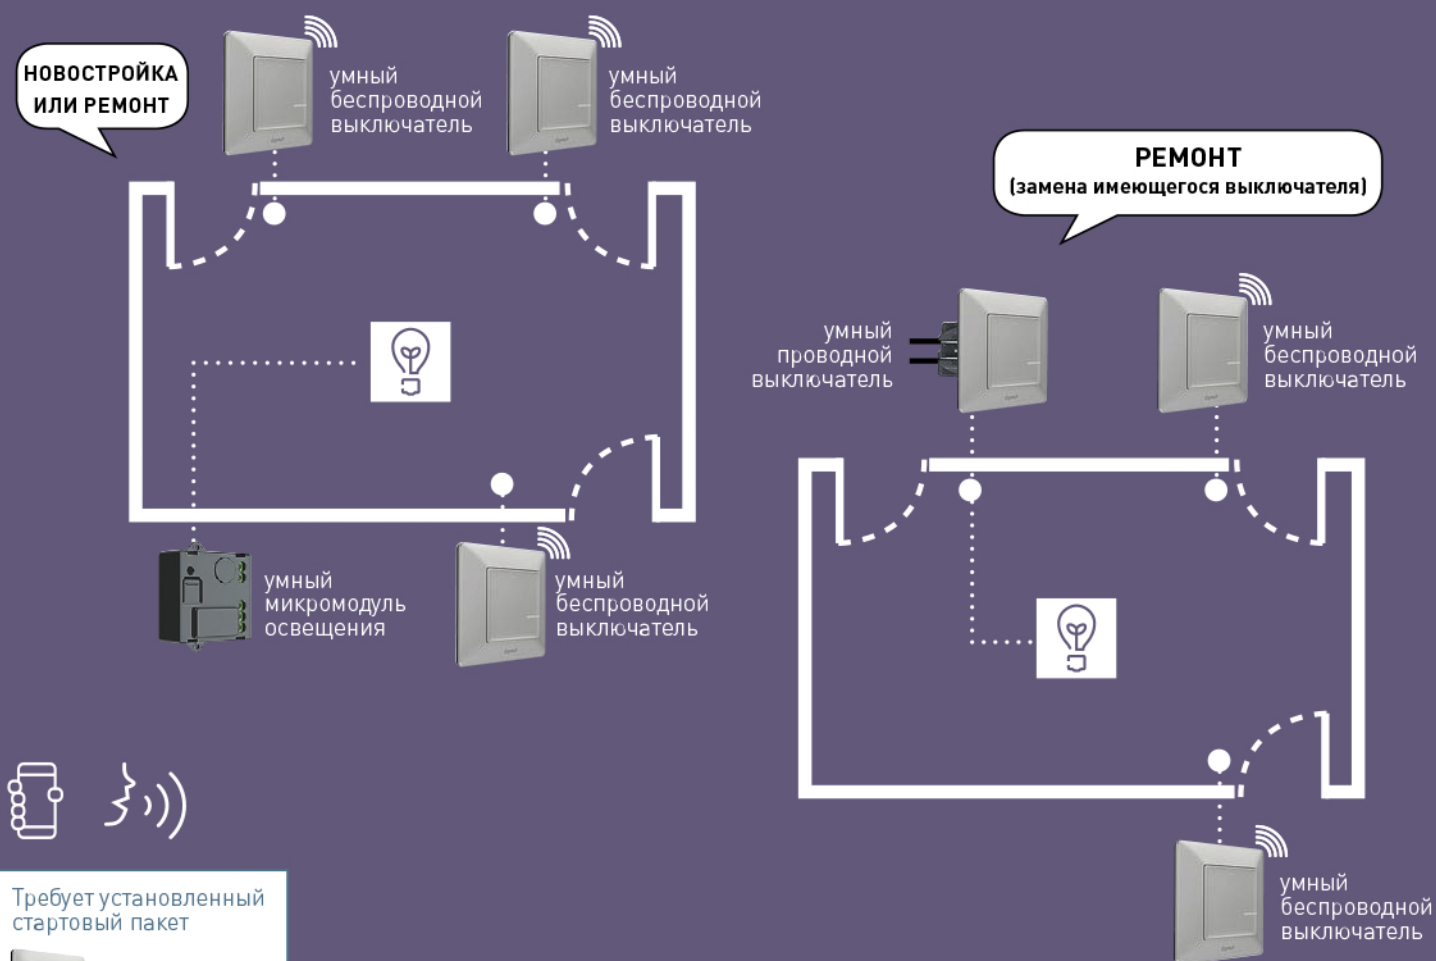 НОВОСТРОЙКА
ИЛИ РЕМОНТ
умный
беспроводной
выключатель
умный
беспроводной
выключатель
умный
микромодуль
освещения
умный
беспроводной
выключатель
РЕМОНТ
(замена имеющегося выключателя)
умный
проводной
выключатель
умный
беспроводной
выключатель
умный
беспроводной
выключатель
Требует установленный
стартовый пакет